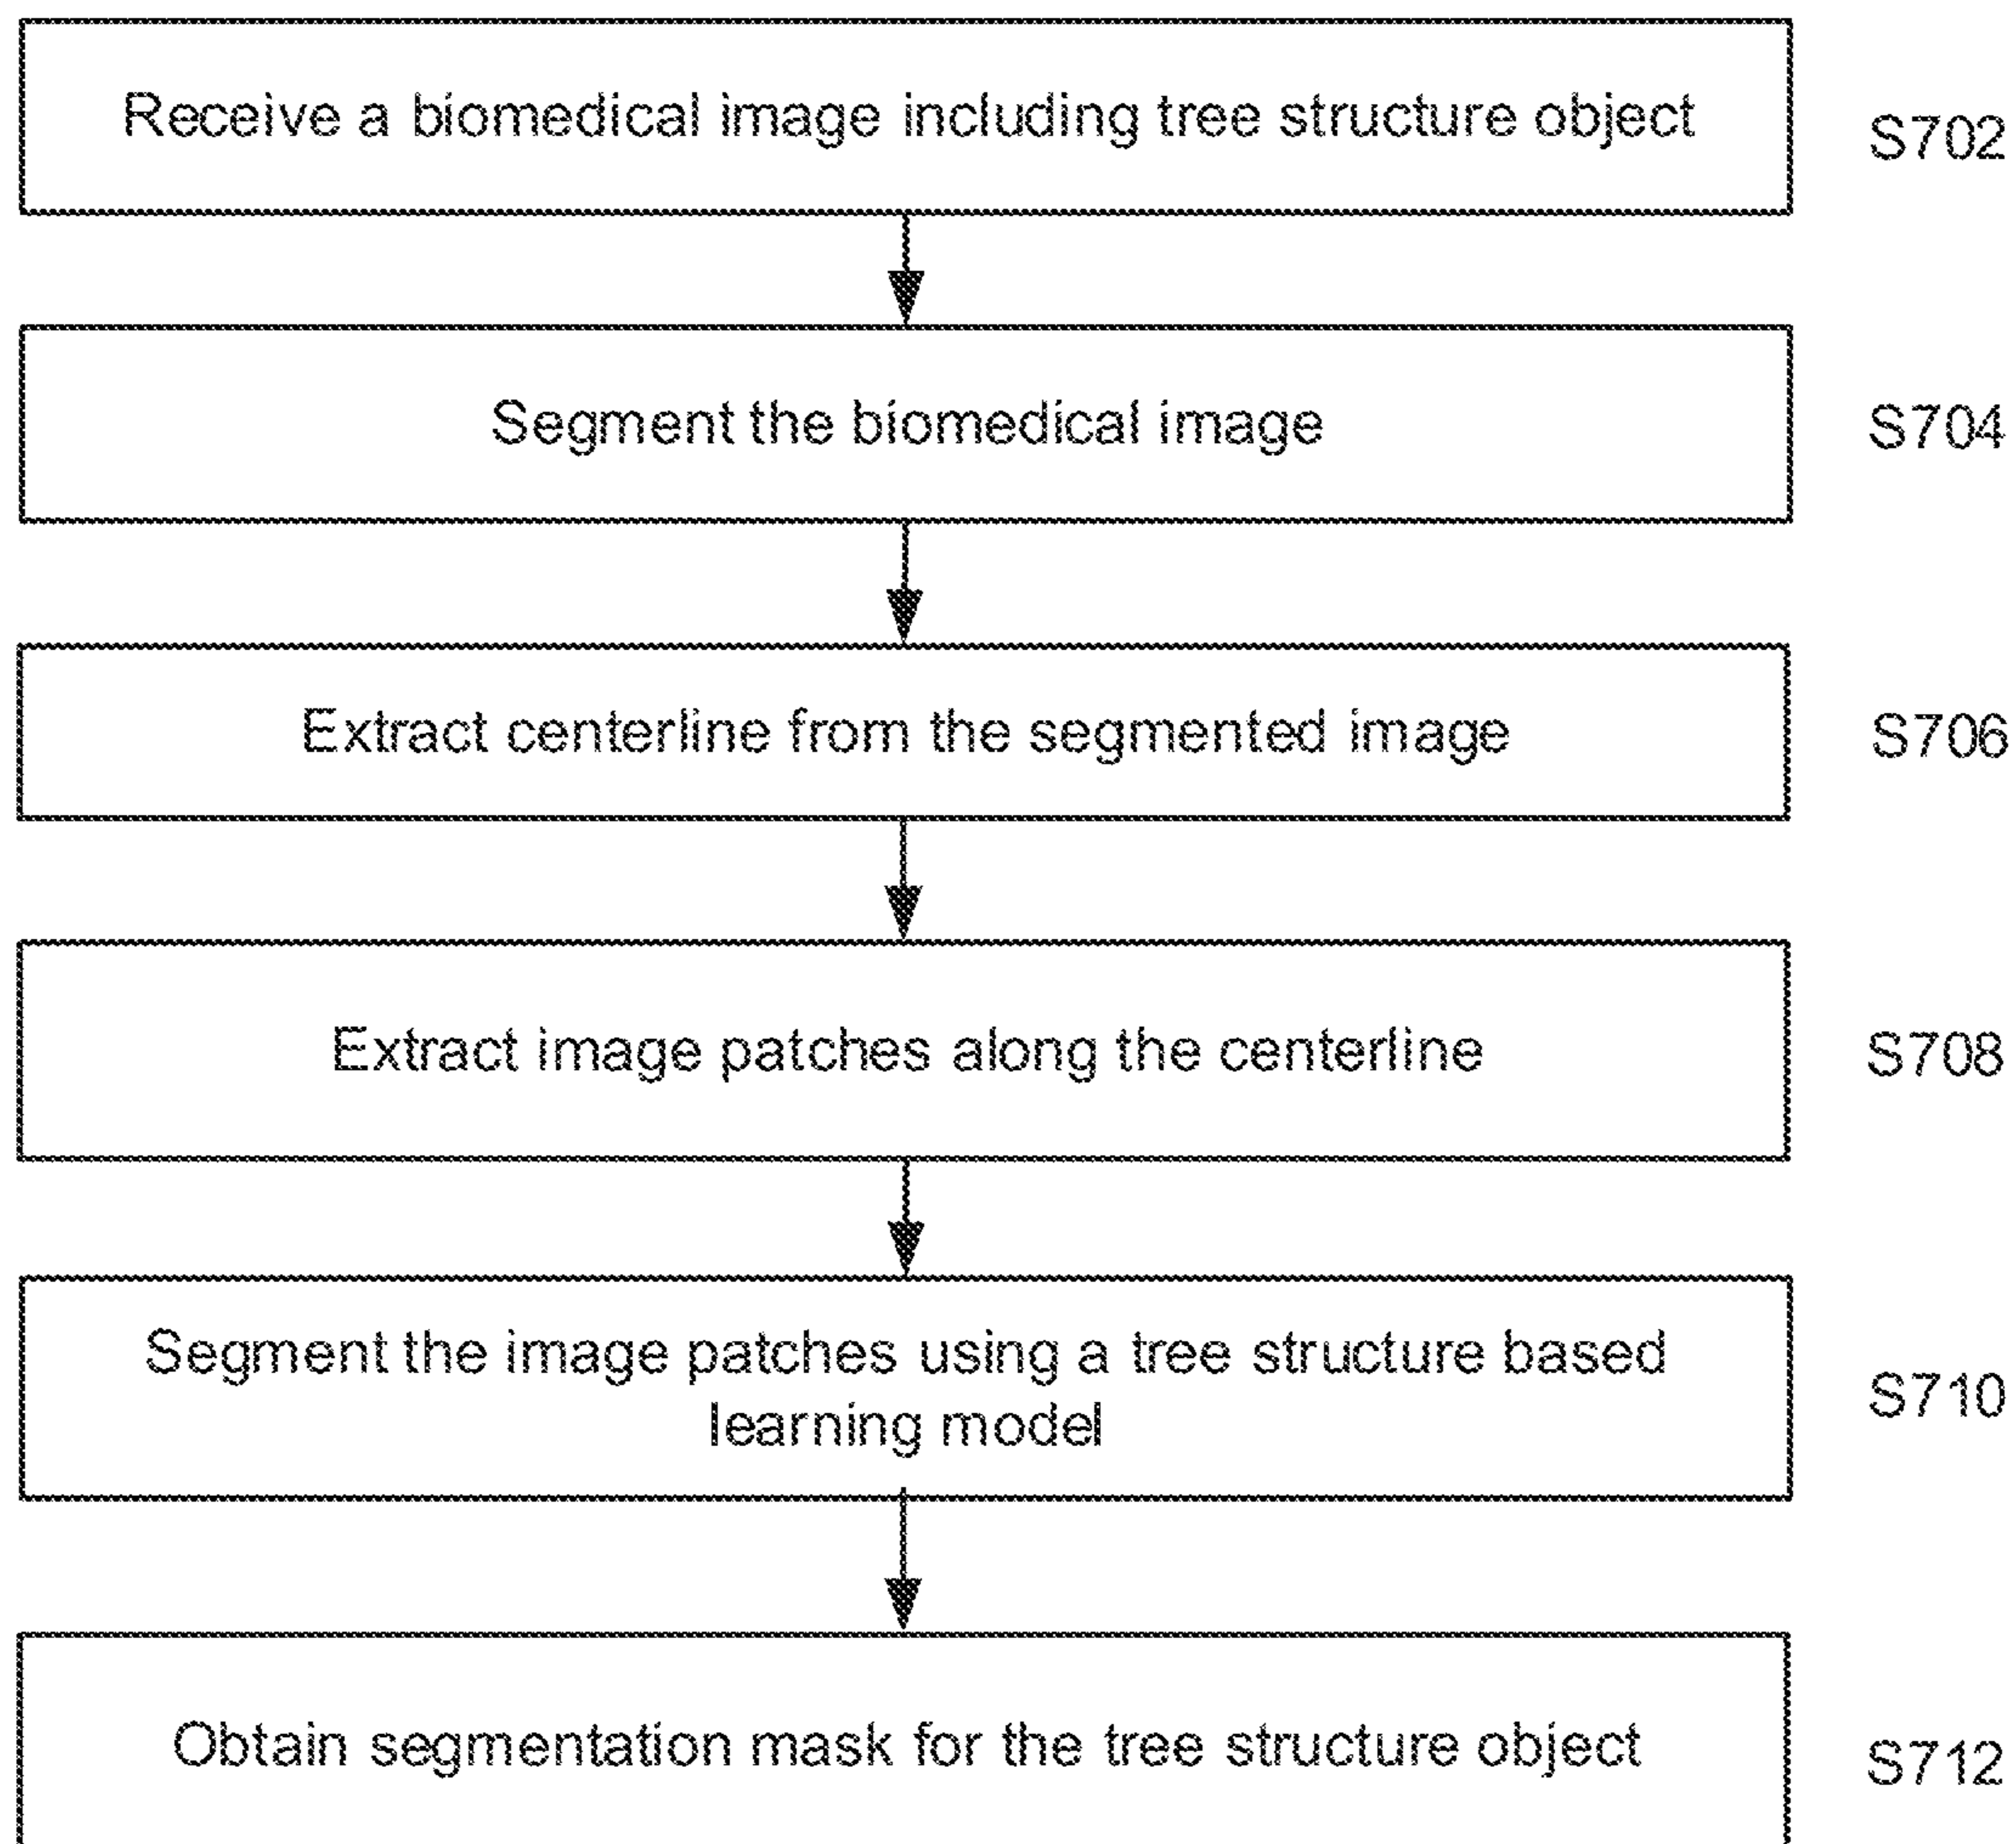 Receive a biomedical image including tree structure object
S702
Segment the biomedical image
S704
Extract centerline from the segmented image
S706
Extract image patches along the centerline
S708
Segment the image patches using a tree structure based
learning model
S710
Obtain segmentation mask for the tree structure object
S712